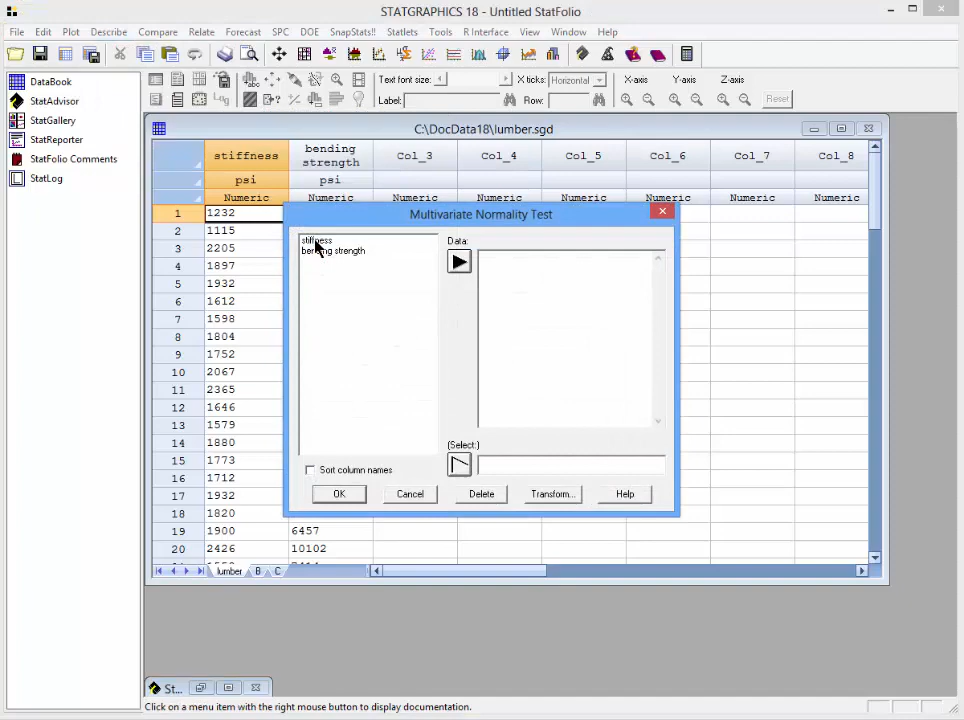 STATGRAPHICS 18 - Untitled StatFolio
File Edit Plot Describe Compare Relate Forecast SPC DOE SnapStats!! Statlets Tools R Interface View Window Help
DataBook
StatAdvisor
StatGallery
StatReporter
StatFolio Comments
StatLog
Text font size: X ticks: Horizontal X-axis Y-axis Z-axis
Log Label: Row: Reset
C:\DocData18\lumber.sgd
stiffness bending strength Col_3 Col_4 Col_5 Col_6 Col_7 Col_8
psi psi
Numeric Numeric Numeric Numeric Numeric Numeric Numeric Numeric
1 1232
2 1115
3 2205
4 1897
5 1932
6 1612
7 1598
8 1804
9 1752
10 2067
11 2365
12 1646
13 1579
14 1880
15 1773
16 1712
17 1932
18 1820
19 1900 6457
20 2426 10102
lumber B C
Multivariate Normality Test
stiffness
bending strength
Data:
(Select:)
Sort column names
OK Cancel Delete Transform... Help
St...
Click on a menu item with the right mouse button to display documentation.